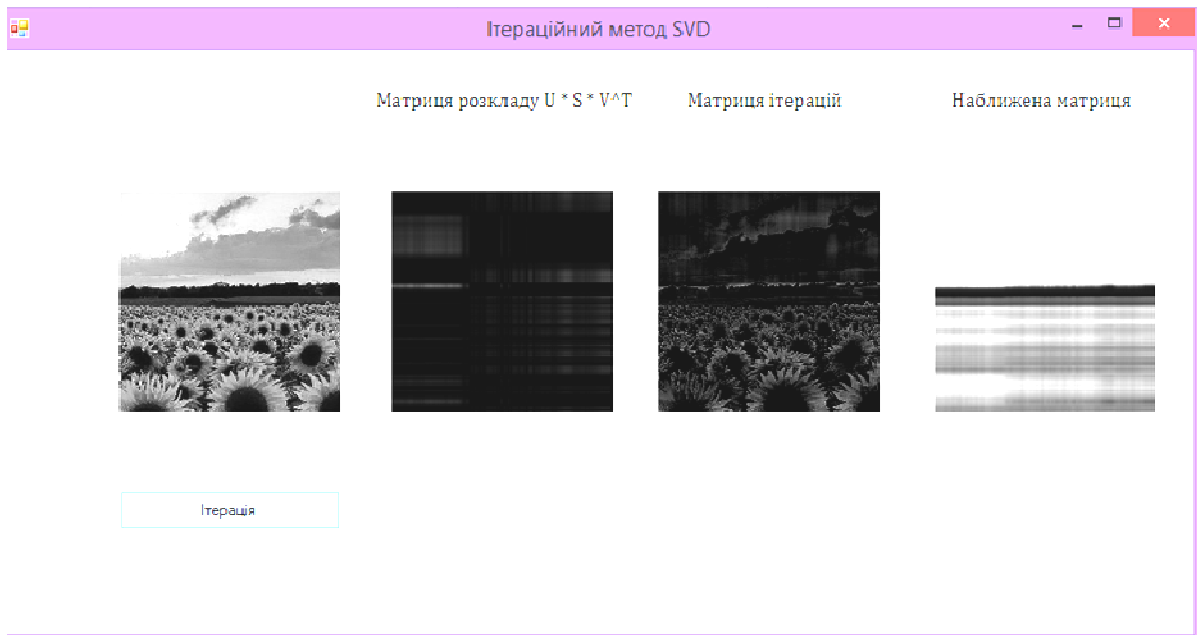 Ітераційний метод SVD
Матриця розкладу U * S * V^T
Матриця ітерацій
Наближена матриця
Ітерація